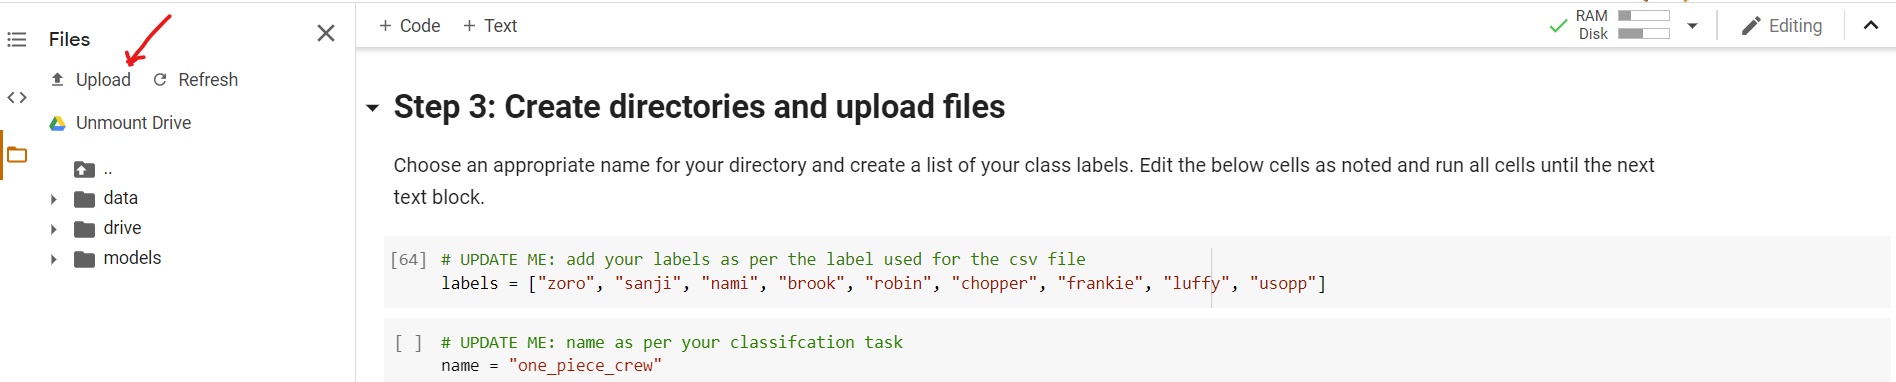 Files
Upload Refresh
Unmount Drive
..
data
drive
models
+ Code + Text
RAM
Disk
Editing
Step 3: Create directories and upload files
Choose an appropriate name for your directory and create a list of your class labels. Edit the below cells as noted and run all cells until the next
text block.
[64] # UPDATE ME: add your labels as per the label used for the csv file
labels = ["zoro", "sanji", "nami", "brook", "robin", "chopper", "frankie", "luffy", "usopp"]
[ ] # UPDATE ME: name as per your classifcation task
name = "one_piece_crew"